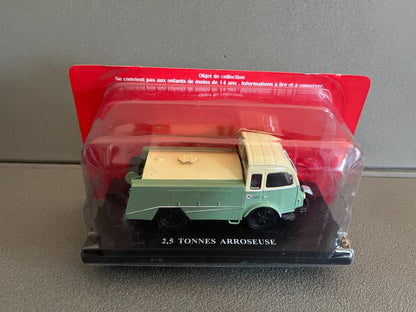 Objet de collection
Ne convient pas aux enfants de moins de 14 ans. Informations à lire et à conserver.
2,5 TONNES ARROSEUSE